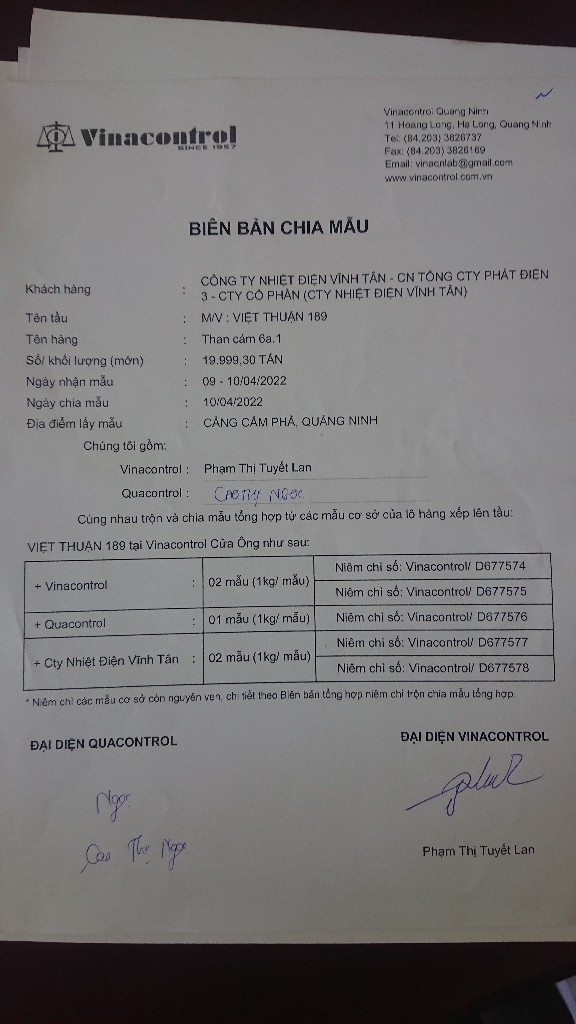 Vinacontrol
SINCE 1957
Vinacontrol Quang Ninh
11 Hoang Long, Ha Long, Quang Ninh
Tel: (84.203) 3826737
Fax: (84.203) 3826169
Email: vinaqnlab@gmail.com
www.vinacontrol.com.vn
BIÊN BẢN CHIA MẪU
Khách hàng : CÔNG TY NHIỆT ĐIỆN VĨNH TÂN - CN TỔNG CTY PHÁT ĐIỆN
3 - CTY CỔ PHẦN (CTY NHIỆT ĐIỆN VĨNH TÂN)
Tên tầu : M/V : VIỆT THUẬN 189
Tên hàng : Than cám 6a.1
Số/ khối lượng (mớn) : 19.999,30 TẤN
Ngày nhận mẫu : 09 - 10/04/2022
Ngày chia mẫu : 10/04/2022
Địa điểm lấy mẫu : CẢNG CẨM PHẢ, QUẢNG NINH
Chúng tôi gồm:
Vinacontrol : Phạm Thị Tuyết Lan
Quacontrol : CAO THỊ NGỌC
Cùng nhau trộn và chia mẫu tổng hợp từ các mẫu cơ sở của lô hàng xếp lên tầu:
VIỆT THUẬN 189 tại Vinacontrol Cửa Ông như sau:
+ Vinacontrol : 02 mẫu (1kg/ mẫu) Niêm chì số: Vinacontrol/ D677574
Niêm chì số: Vinacontrol/ D677575
+ Quacontrol : 01 mẫu (1kg/ mẫu) Niêm chì số: Vinacontrol/ D677576
+ Cty Nhiệt Điện Vĩnh Tân : 02 mẫu (1kg/ mẫu) Niêm chì số: Vinacontrol/ D677577
Niêm chì số: Vinacontrol/ D677578
* Niêm chì các mẫu cơ sở còn nguyên vẹn, chi tiết theo Biên bản tổng hợp niêm chì trộn chia mẫu tổng hợp.
ĐẠI DIỆN QUACONTROL
ĐẠI DIỆN VINACONTROL
Ngọc
Cao Thị Ngọc
Phạm Thị Tuyết Lan